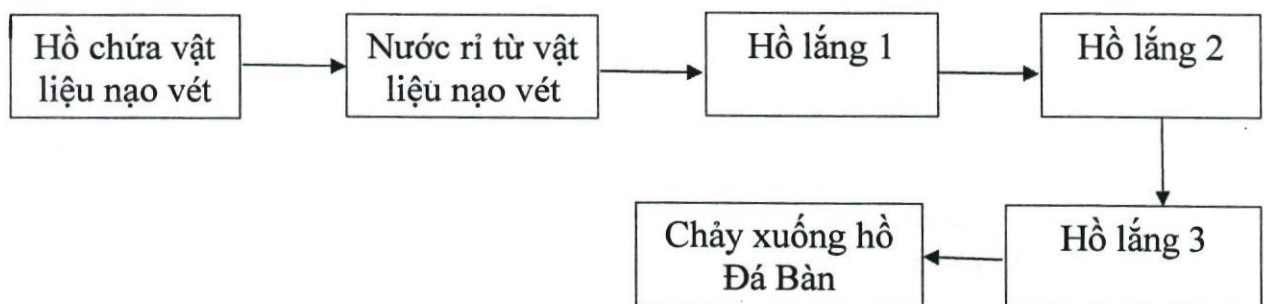 Hồ chứa vật
liệu nạo vét
Nước rỉ từ vật
liệu nạo vét
Hồ lắng 1
Hồ lắng 2
Hồ lắng 3
Chảy xuống hồ
Đá Bàn